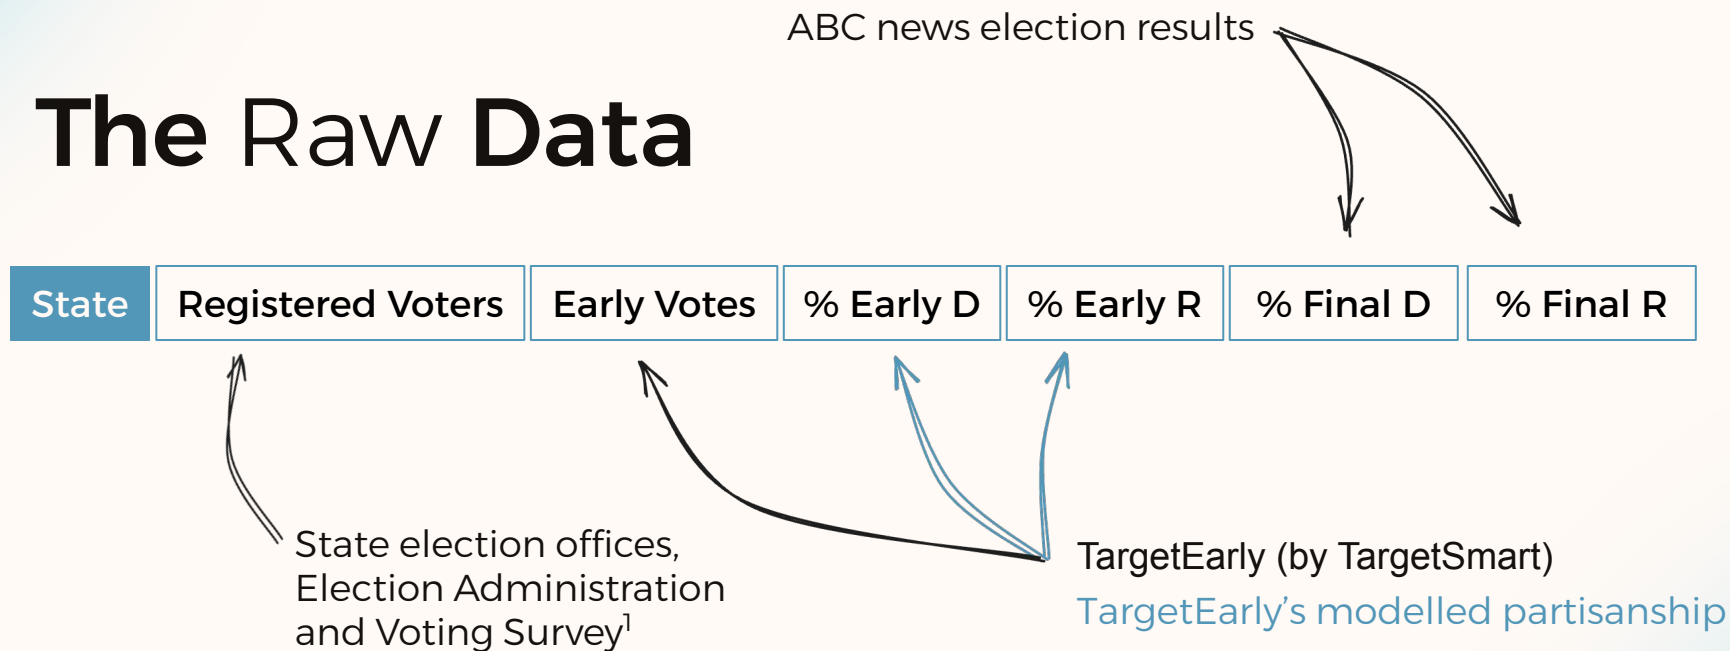 ABC news election results
The Raw Data
State Registered Voters Early Votes % Early D % Early R % Final D % Final R
State election offices,
Election Administration
and Voting Survey¹
TargetEarly (by TargetSmart)
TargetEarly’s modelled partisanship